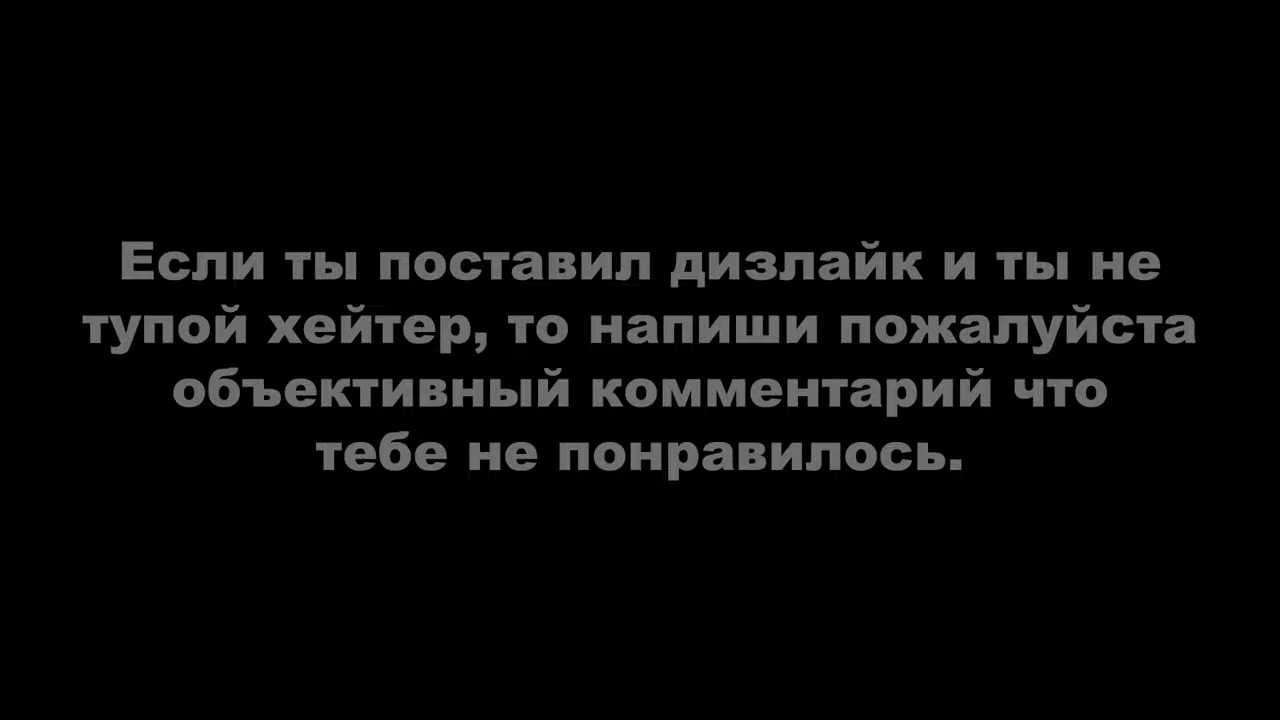 Если ты поставил дизлайк и ты не
тупой хейтер, то напиши пожалуйста
объективный комментарий что
тебе не понравилось.